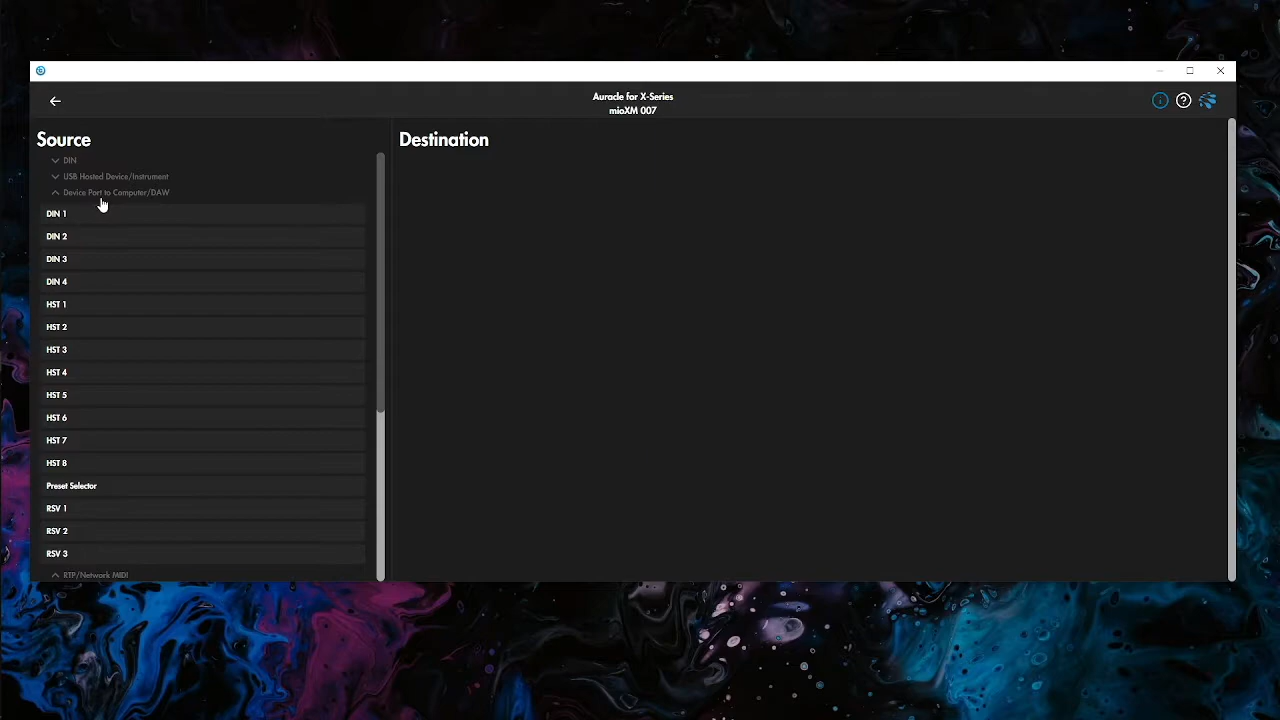 Auracle for X-Series
mioXM 007
Source
Destination
DIN
USB Hosted Device/Instrument
Device Port to Computer/DAW
DIN 1
DIN 2
DIN 3
DIN 4
HST 1
HST 2
HST 3
HST 4
HST 5
HST 6
HST 7
HST 8
Preset Selector
RSV 1
RSV 2
RSV 3
RTP/Network MIDI